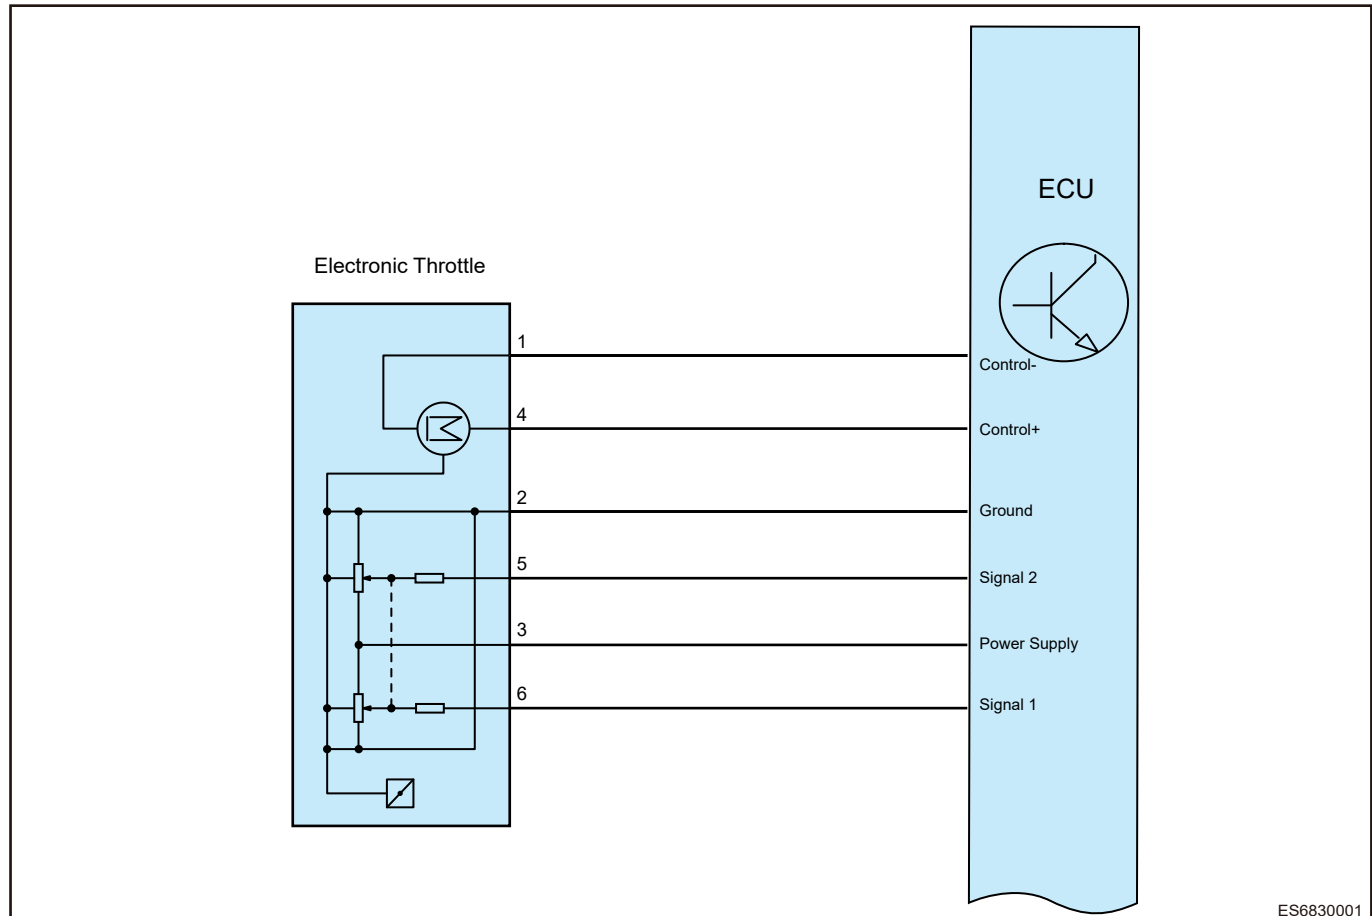 ECU
Electronic Throttle
1
Control-
4
Control+
M
2
Ground
5
Signal 2
3
Power Supply
6
Signal 1
ES6830001